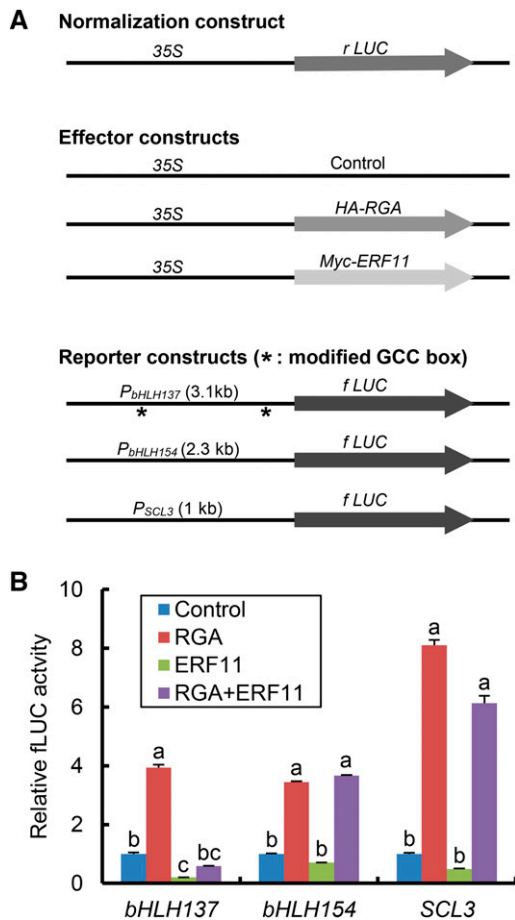 A
Normalization construct
35S r LUC
Effector constructs
35S Control
35S HA-RGA
35S Myc-ERF11
Reporter constructs (* : modified GCC box)
PbHLH137 (3.1kb) f LUC
* *
PbHLH154 (2.3 kb) f LUC
PSCL3 (1 kb) f LUC
B
Relative fLUC actvity
10
8
6
4
2
0
Control
RGA
ERF11
RGA+ERF11
b a c bc
b a b a
b a b a
bHLH137 bHLH154 SCL3